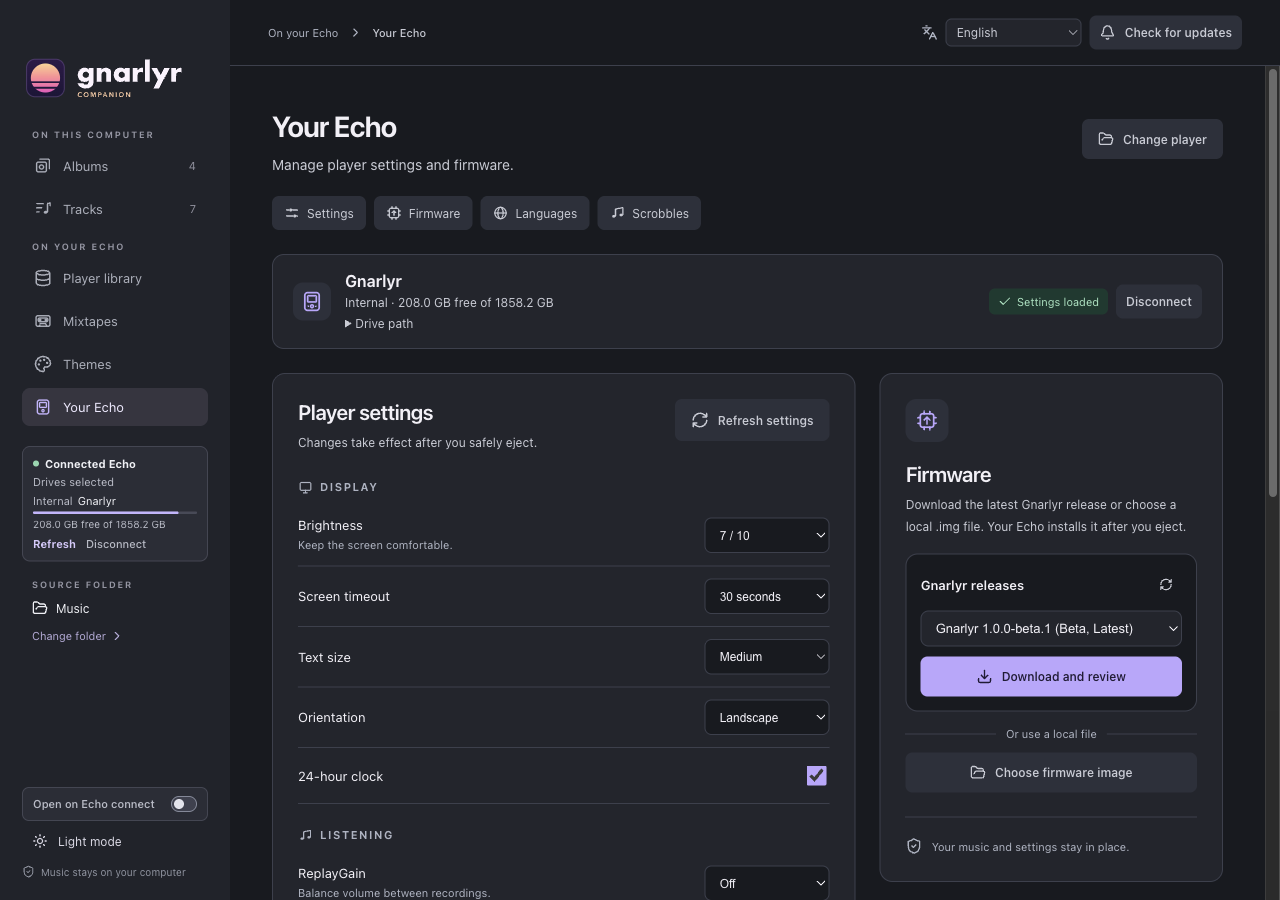 gnarlyr
COMPANION
ON THIS COMPUTER
Albums 4
Tracks 7
ON YOUR ECHO
Player library
Mixtapes
Themes
Your Echo
Connected Echo
Drives selected
Internal Gnarlyr
208.0 GB free of 1858.2 GB
Refresh Disconnect
SOURCE FOLDER
Music
Change folder
Open on Echo connect
Light mode
Music stays on your computer
On your Echo Your Echo
English
Check for updates
Your Echo
Manage player settings and firmware.
Change player
Settings Firmware Languages Scrobbles
Gnarlyr
Internal · 208.0 GB free of 1858.2 GB
Drive path
Settings loaded Disconnect
Player settings
Changes take effect after you safely eject.
Refresh settings
DISPLAY
Brightness
Keep the screen comfortable.
7 / 10
Screen timeout 30 seconds
Text size Medium
Orientation Landscape
24-hour clock
LISTENING
ReplayGain
Balance volume between recordings.
Off
Firmware
Download the latest Gnarlyr release or choose a
local .img file. Your Echo installs it after you eject.
Gnarlyr releases
Gnarlyr 1.0.0-beta.1 (Beta, Latest)
Download and review
Or use a local file
Choose firmware image
Your music and settings stay in place.